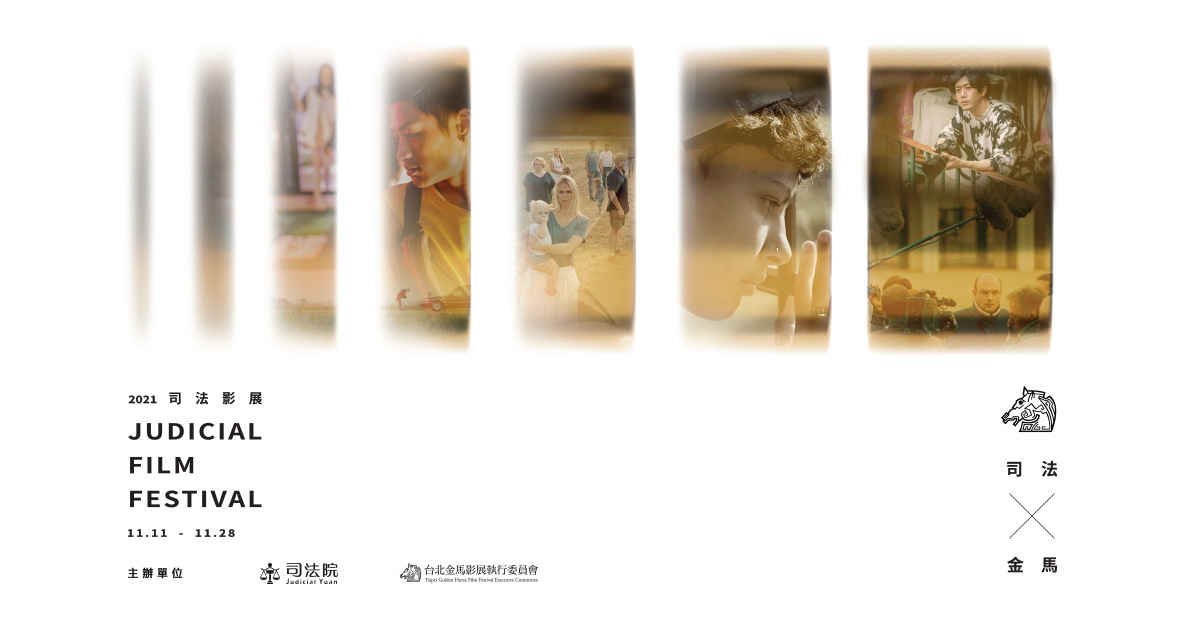 2021 司法影展
JUDICIAL
FILM
FESTIVAL
11.11 - 11.28
主辦單位
司法院
Judicial Yuan
台北金馬影展執行委員會
Taipei Golden Horse Film Festival Executive Committee
司法
金馬